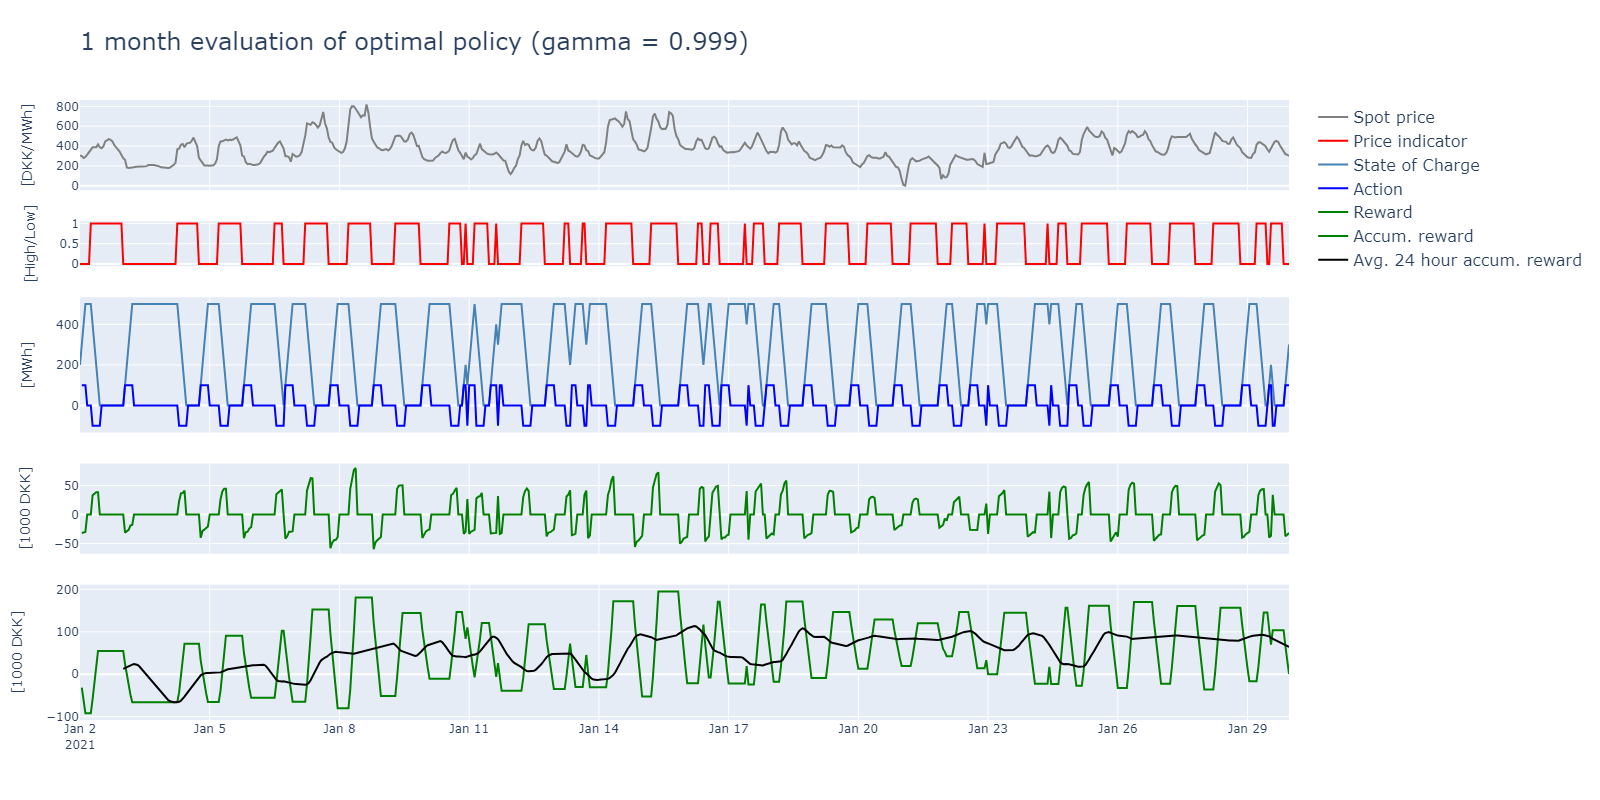 1 month evaluation of optimal policy (gamma = 0.999)
Spot price
Price indicator
State of Charge
Action
Reward
Accum. reward
Avg. 24 hour accum. reward
[DKK/MWh]
800
600
400
200
0
[High/Low]
1
0.5
0
[MWh]
400
200
0
[1000 DKK]
50
0
−50
[1000 DKK]
200
100
0
−100
Jan 2 Jan 5 Jan 8 Jan 11 Jan 14 Jan 17 Jan 20 Jan 23 Jan 26 Jan 29
2021